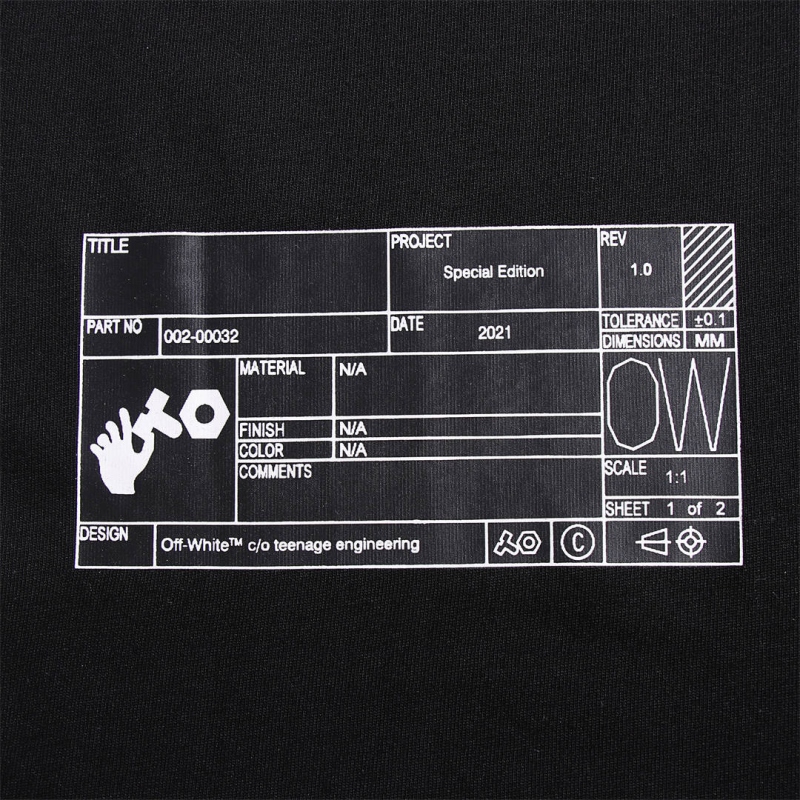 TITLE
PROJECT
Special Edition
REV
1.0
PART NO
002-00032
DATE
2021
TOLERANCE
±0.1
DIMENSIONS
MM
MATERIAL
N/A
FINISH
N/A
COLOR
N/A
COMMENTS
OW
SCALE
1:1
SHEET 1 of 2
DESIGN
Off-White™ c/o teenage engineering
©